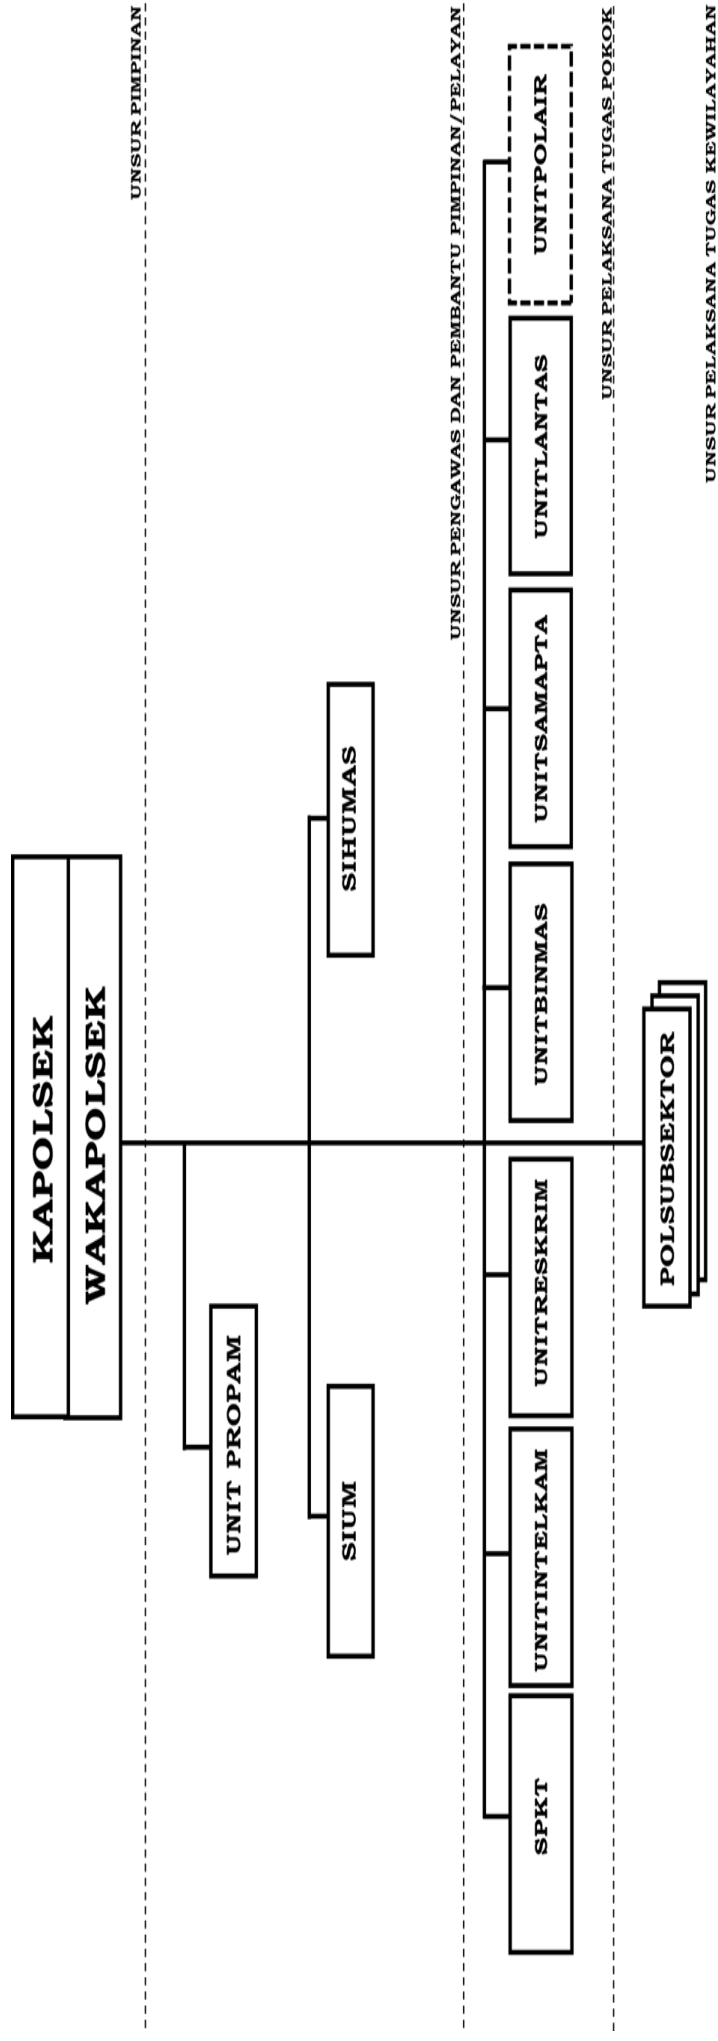 KAPOLSEK
WAKAPOLSEK
UNSUR PIMPINAN
UNIT PROPAM
SIUM
SIHUMAS
UNSUR PENGAWAS DAN PEMBANTU PIMPINAN/PELAYAN
SPKT
UNITINTELKAM
UNITRESKRIM
UNITBINMAS
UNITSAMAPTA
UNITLANTAS
UNITPOLAIR
UNSUR PELAKSANA TUGAS POKOK
POLSUBSEKTOR
UNSUR PELAKSANA TUGAS KEWILAYAHAN